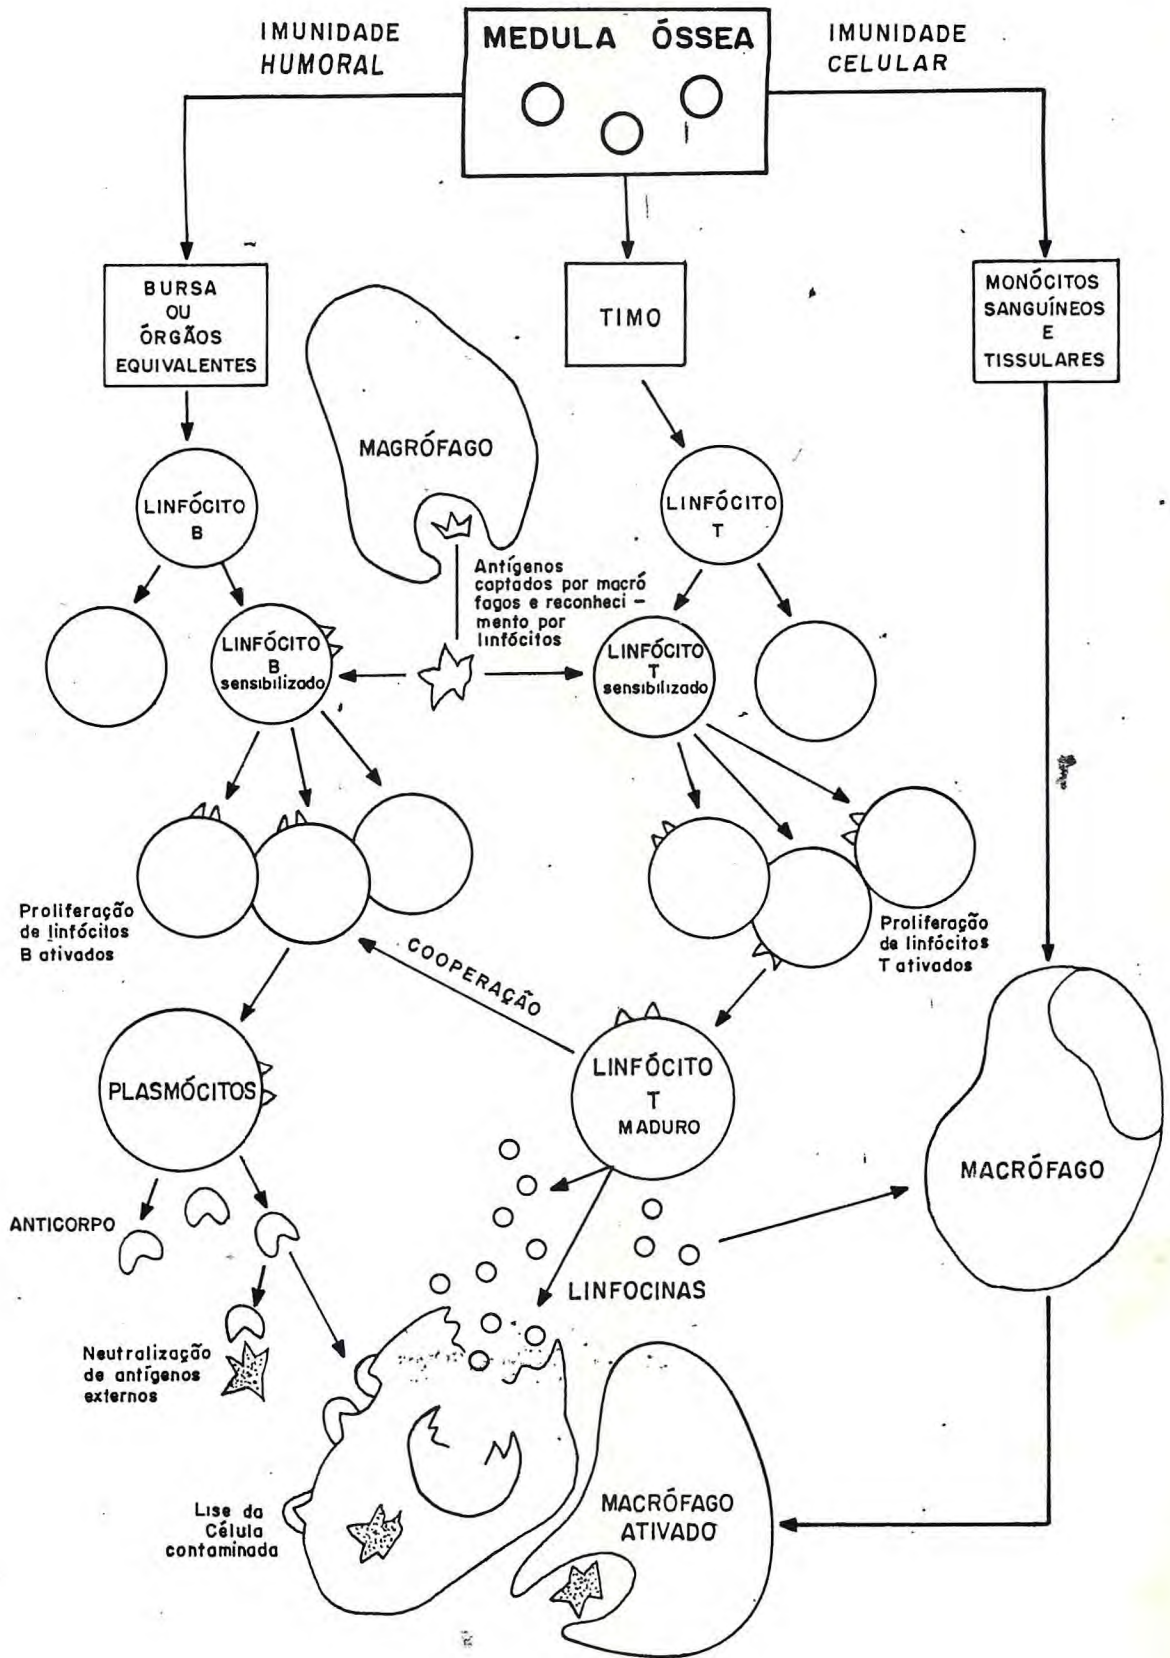 IMUNIDADE
HUMORAL
MEDULA ÓSSEA
IMUNIDADE
CELULAR
BURSA
OU
ÓRGÃOS
EQUIVALENTES
TIMO
MONÓCITOS
SANGUÍNEOS
E
TISSULARES
MAGRÓFAGO
LINFÓCITO
B
LINFÓCITO
T
Antígenos
captados por macró
fagos e reconheci -
mento por
linfócitos
LINFÓCITO
B
sensibilizado
LINFÓCITO
T
sensibilizado
Proliferação
de linfócitos
B ativados
Proliferação
de linfócitos
T ativados
COOPERAÇÃO
PLASMÓCITOS
LINFÓCITO
T
MADURO
MACRÓFAGO
ANTICORPO
LINFOCINAS
Neutralização
de antígenos
externos
Lise da
Célula
contaminada
MACRÓFAGO
ATIVADO